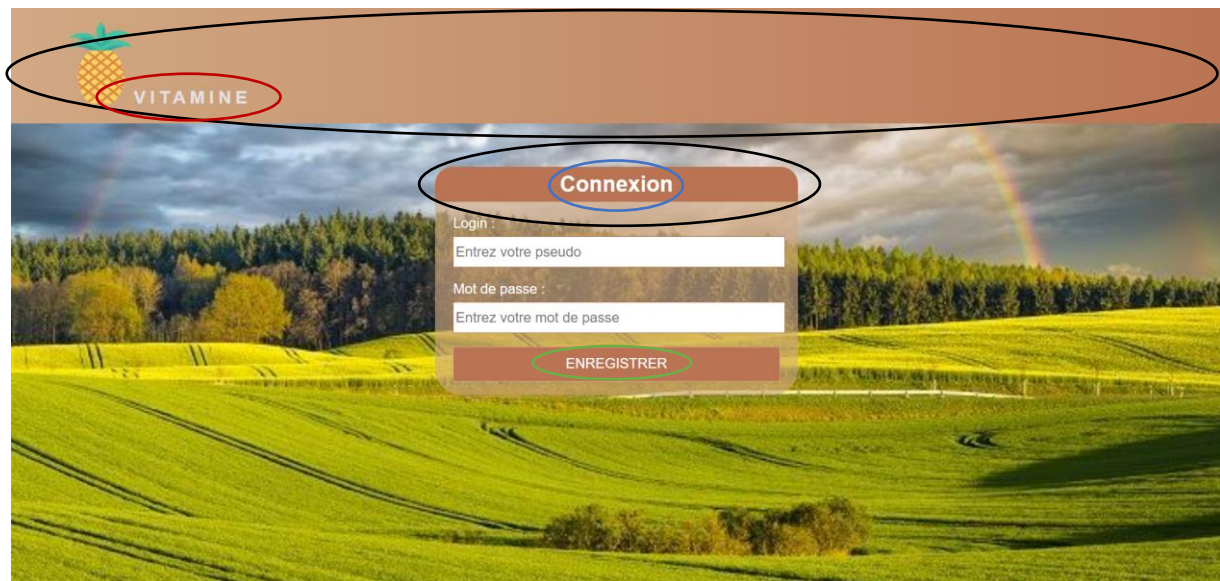 VITAMINE
Connexion
Login :
Entrez votre pseudo
Mot de passe :
Entrez votre mot de passe
ENREGISTRER